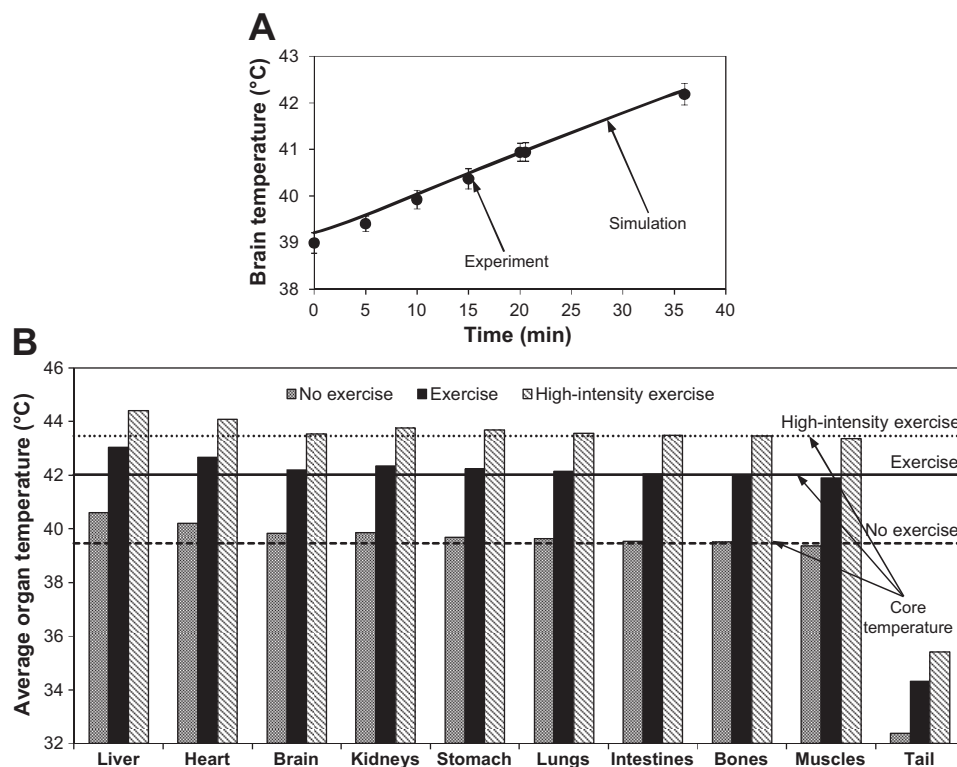 A
Brain temperature (°C)
43
42
41
40
39
38
Simulation
Experiment
0 5 10 15 20 25 30 35 40
Time (min)
B
Average organ temperature (°C)
46
44
42
40
38
36
34
32
No exercise Exercise High-intensity exercise
High-intensity exercise
Exercise
No exercise
Core
temperature
Liver Heart Brain Kidneys Stomach Lungs Intestines Bones Muscles Tail